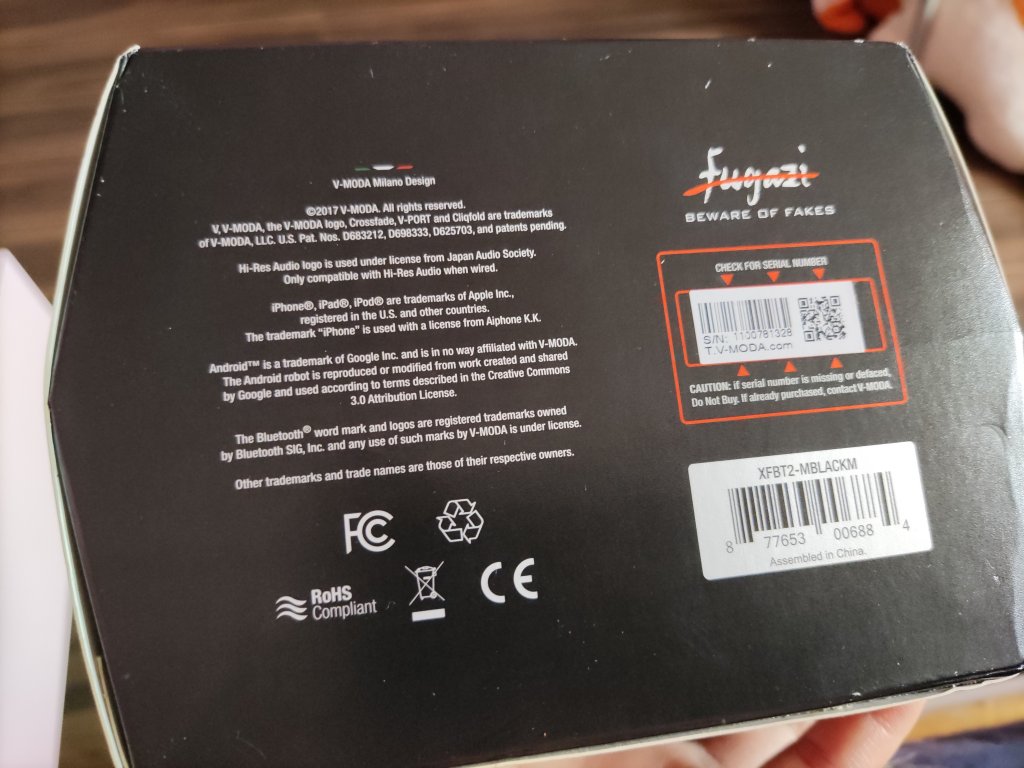 V-MODA Milano Design
©2017 V-MODA. All rights reserved.
V, V-MODA, the V-MODA logo, Crossfade, V-PORT and Cliqfold are trademarks
of V-MODA, LLC. U.S. Pat. Nos. D683212, D698333, D625703, and patents pending.
Hi-Res Audio logo is used under license from Japan Audio Society.
Only compatible with Hi-Res Audio when wired.
iPhone®, iPad®, iPod® are trademarks of Apple Inc.,
registered in the U.S. and other countries.
The trademark “iPhone” is used with a license from Aiphone K.K.
Android™ is a trademark of Google Inc. and is in no way affiliated with V-MODA.
The Android robot is reproduced or modified from work created and shared
by Google and used according to terms described in the Creative Commons
3.0 Attribution License.
The Bluetooth® word mark and logos are registered trademarks owned
by Bluetooth SIG, Inc. and any use of such marks by V-MODA is under license.
Other trademarks and trade names are those of their respective owners.
FC
RoHS
Compliant
CE
fugazi
BEWARE OF FAKES
CHECK FOR SERIAL NUMBER
S/N: 1100781328
T.V-MODA.com
CAUTION: if serial number is missing or defaced,
Do Not Buy. If already purchased, contact V-MODA.
XFBT2-MBLACKM
8 77653 00688 4
Assembled in China.